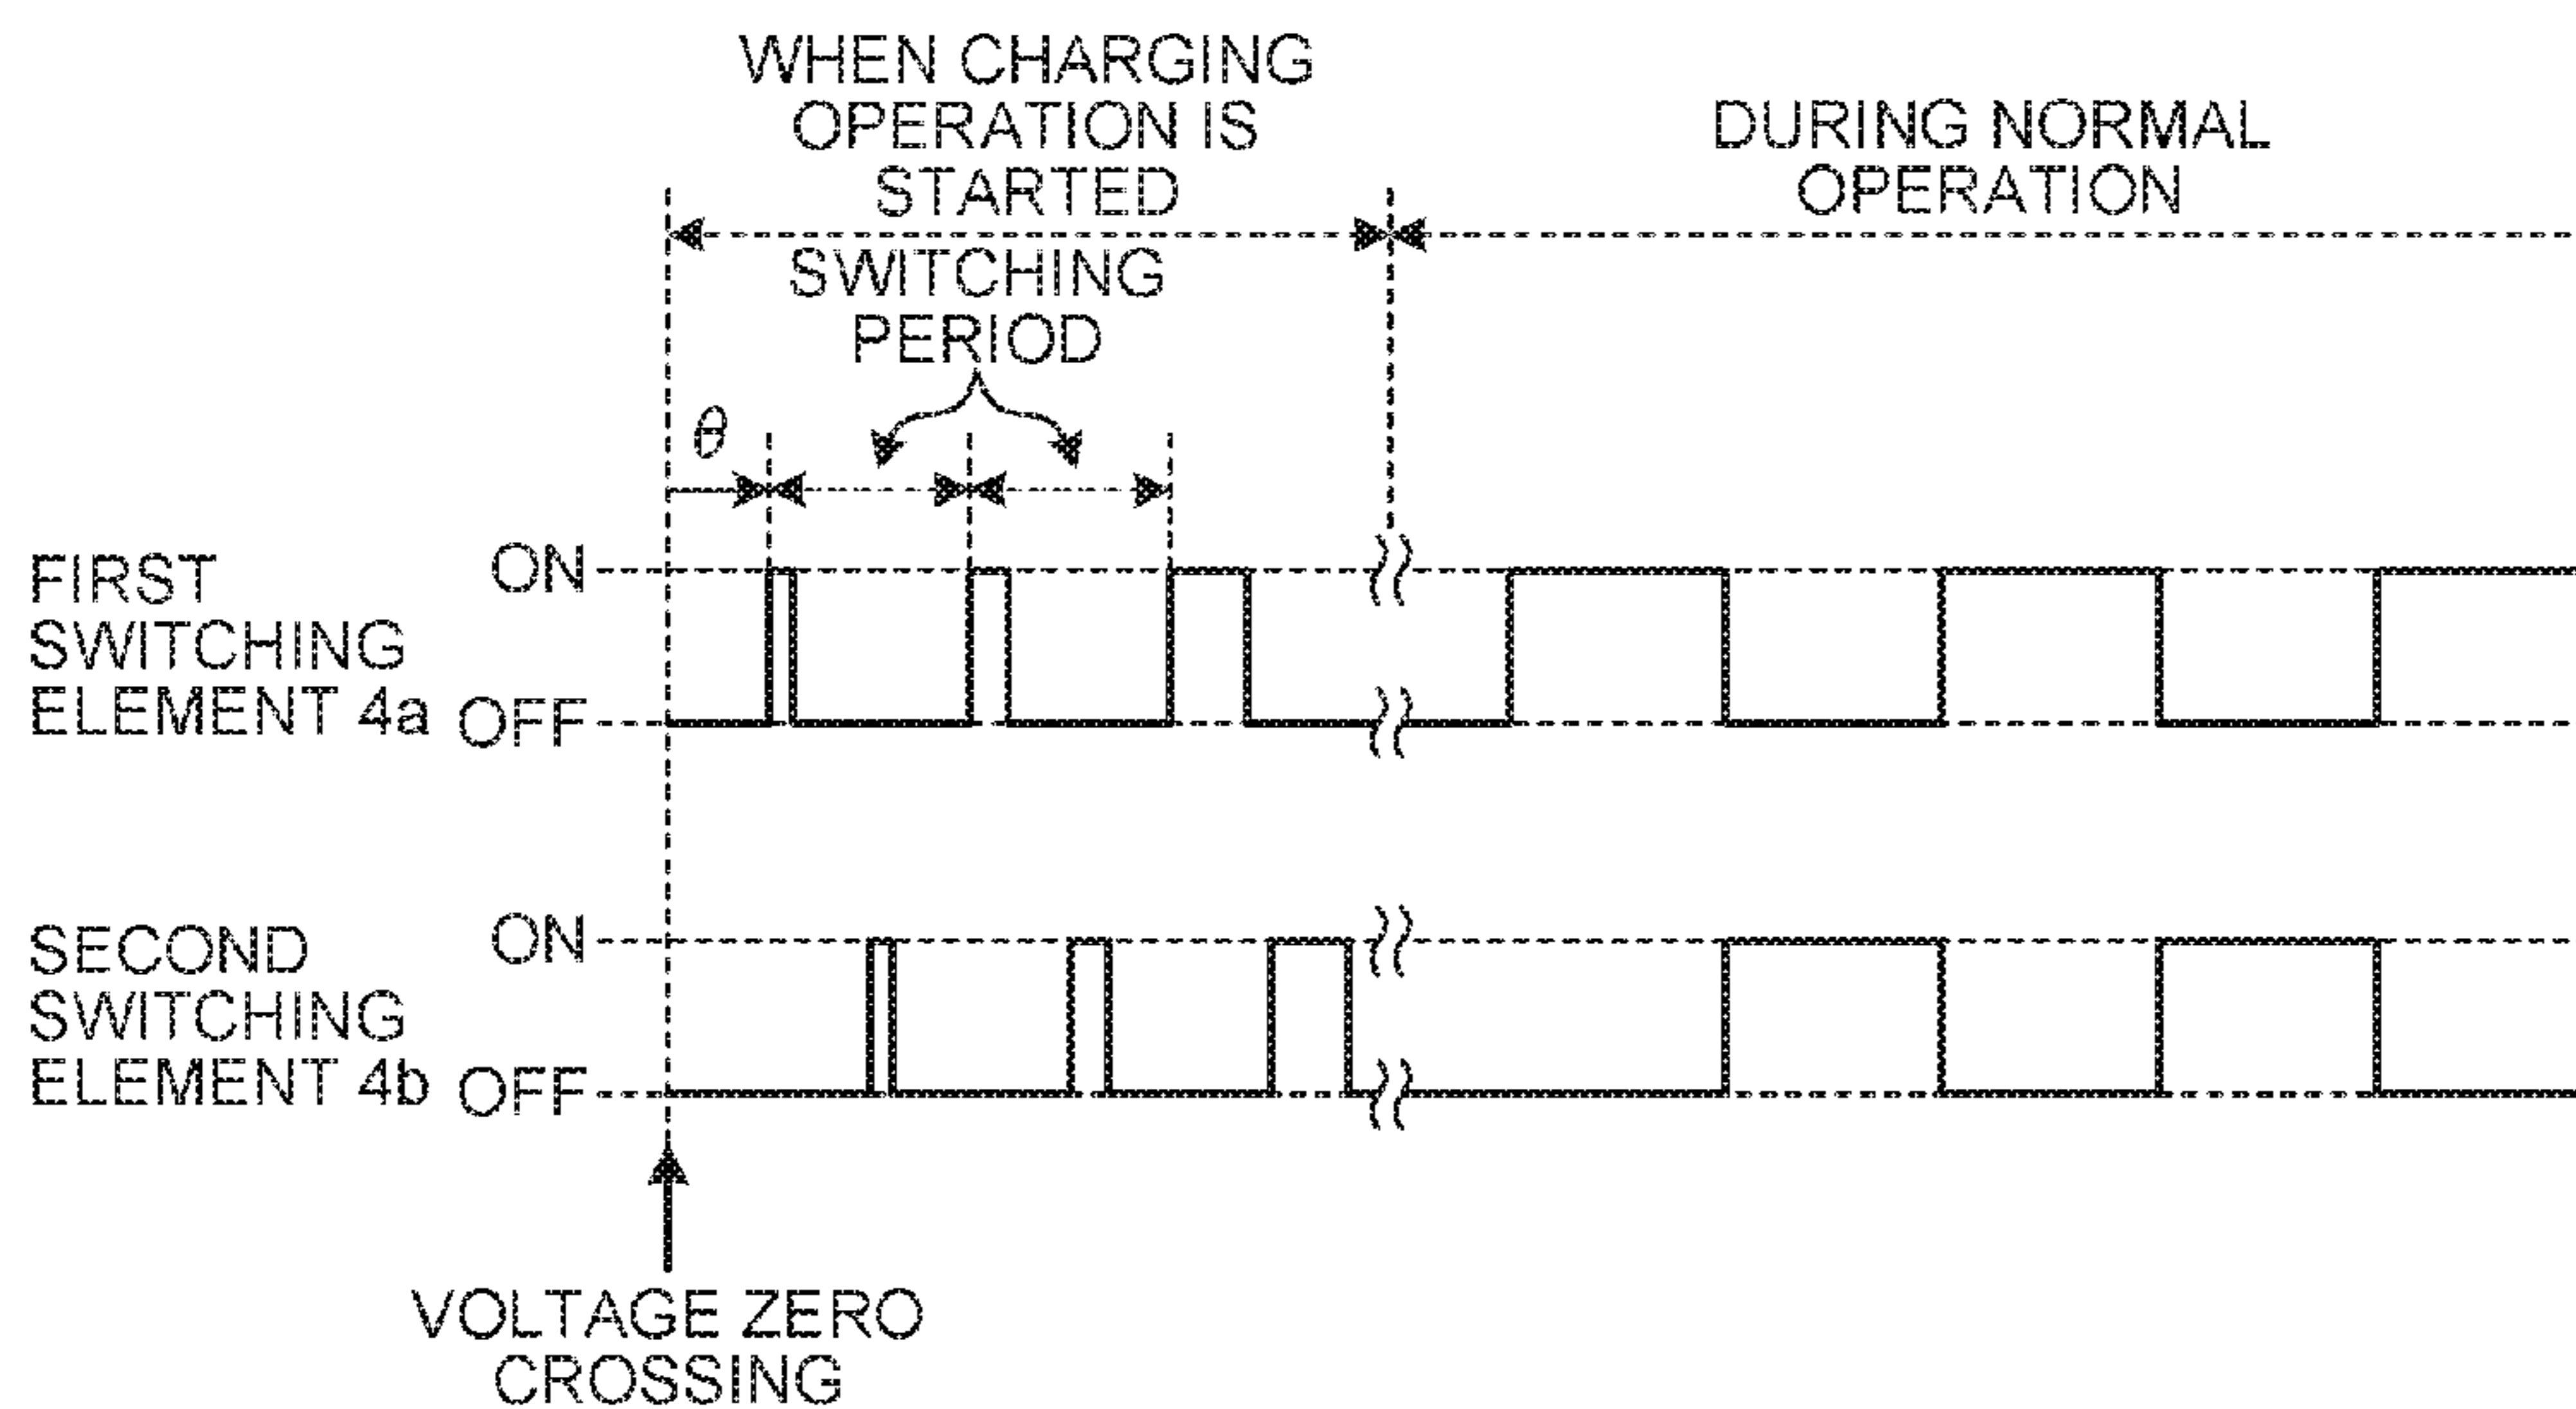 WHEN CHARGING
OPERATION IS
STARTED
DURING NORMAL
OPERATION
SWITCHING
PERIOD
θ
FIRST
SWITCHING
ELEMENT 4a
ON
OFF
SECOND
SWITCHING
ELEMENT 4b
ON
OFF
VOLTAGE ZERO
CROSSING